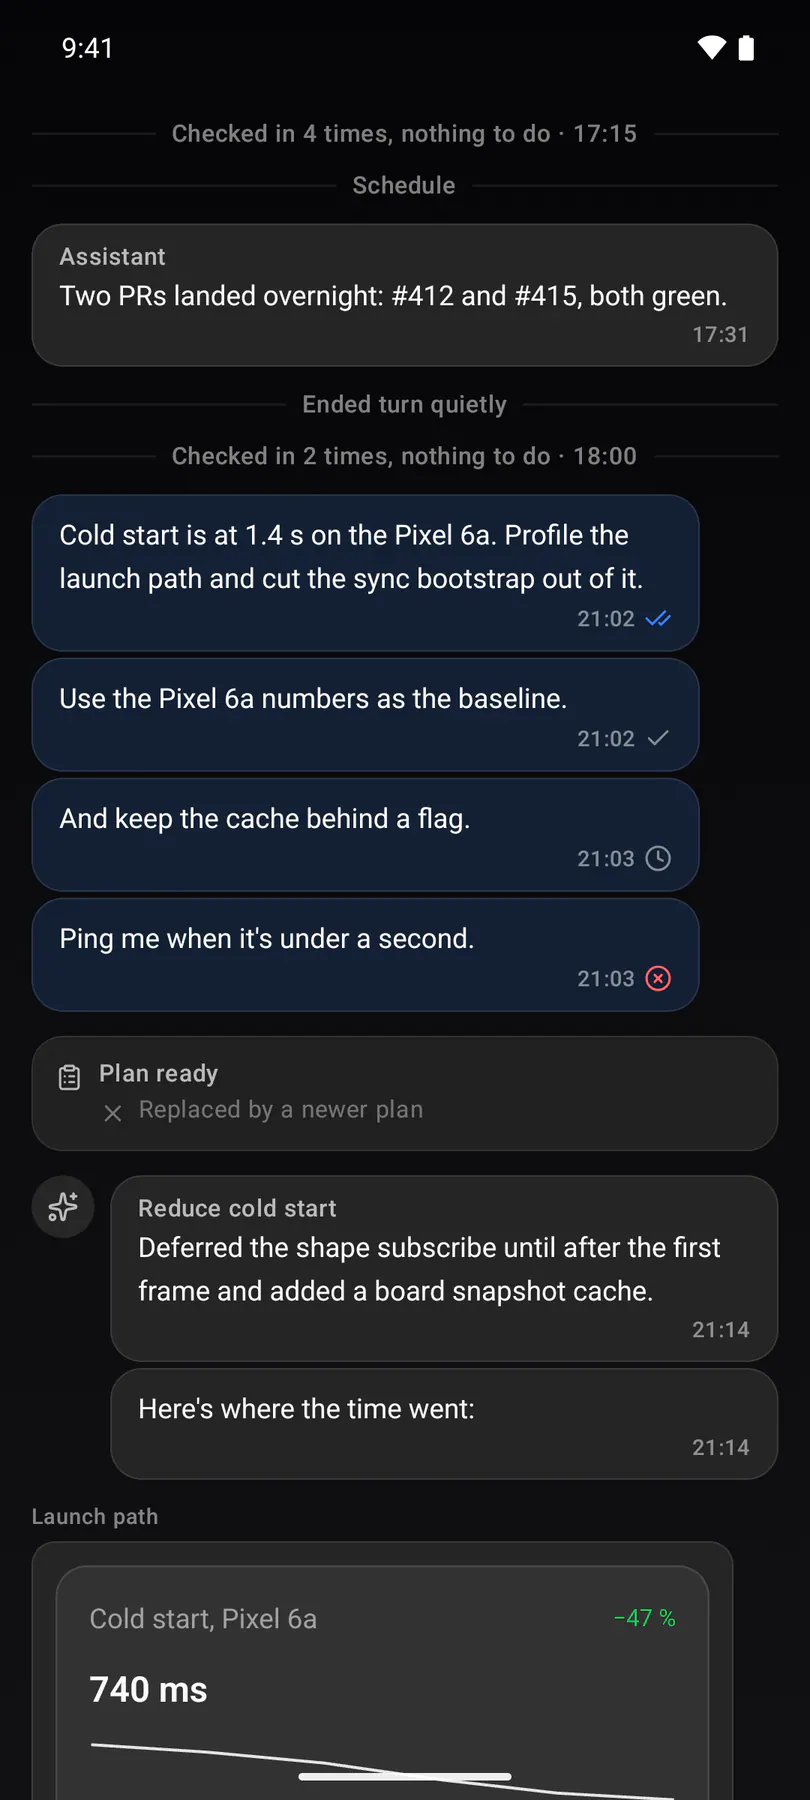 9:41
Checked in 4 times, nothing to do · 17:15
Schedule
Assistant
Two PRs landed overnight: #412 and #415, both green.
17:31
Ended turn quietly
Checked in 2 times, nothing to do · 18:00
Cold start is at 1.4 s on the Pixel 6a. Profile the
launch path and cut the sync bootstrap out of it.
21:02
Use the Pixel 6a numbers as the baseline.
21:02
And keep the cache behind a flag.
21:03
Ping me when it's under a second.
21:03
Plan ready
Replaced by a newer plan
Reduce cold start
Deferred the shape subscribe until after the first
frame and added a board snapshot cache.
21:14
Here's where the time went:
21:14
Launch path
Cold start, Pixel 6a
−47 %
740 ms